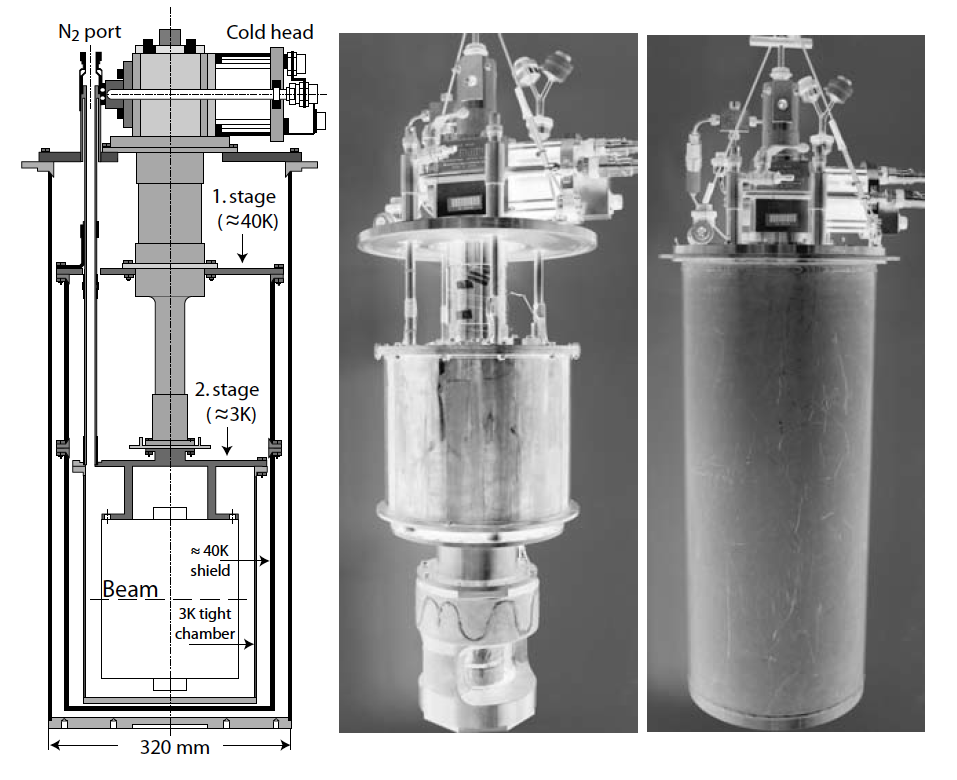 N₂ port
Cold head
1. stage
(≈40K)
2. stage
(≈3K)
≈ 40K
shield
Beam
3K tight
chamber
320 mm